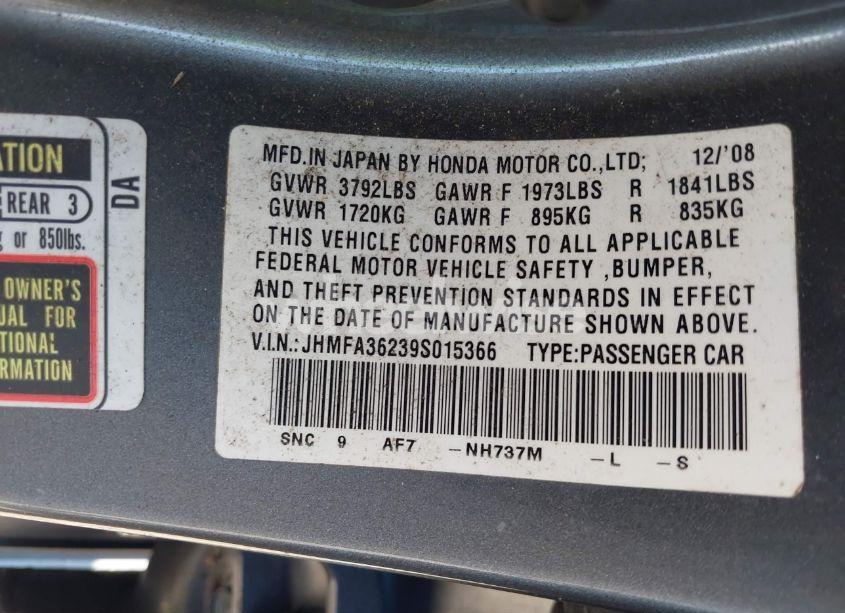 ATION
REAR 3
g or 850lbs.
OWNER'S
UAL FOR
TIONAL
RMATION
DA
MFD.IN JAPAN BY HONDA MOTOR CO.,LTD; 12/'08
GVWR 3792LBS GAWR F 1973LBS R 1841LBS
GVWR 1720KG GAWR F 895KG R 835KG
THIS VEHICLE CONFORMS TO ALL APPLICABLE
FEDERAL MOTOR VEHICLE SAFETY ,BUMPER,
AND THEFT PREVENTION STANDARDS IN EFFECT
ON THE DATE OF MANUFACTURE SHOWN ABOVE.
V.I.N.:JHMFA36239S015366 TYPE:PASSENGER CAR
SNC 9 AF7 -NH737M -L -S